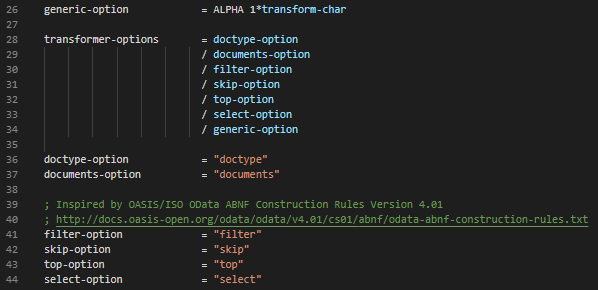 26 generic-option = ALPHA 1*transform-char
27
28 transformer-options = doctype-option
29 / documents-option
30 / filter-option
31 / skip-option
32 / top-option
33 / select-option
34 / generic-option
35
36 doctype-option = "doctype"
37 documents-option = "documents"
38
39 ; Inspired by OASIS/ISO OData ABNF Construction Rules Version 4.01
40 ; http://docs.oasis-open.org/odata/odata/v4.01/cs01/abnf/odata-abnf-construction-rules.txt
41 filter-option = "filter"
42 skip-option = "skip"
43 top-option = "top"
44 select-option = "select"